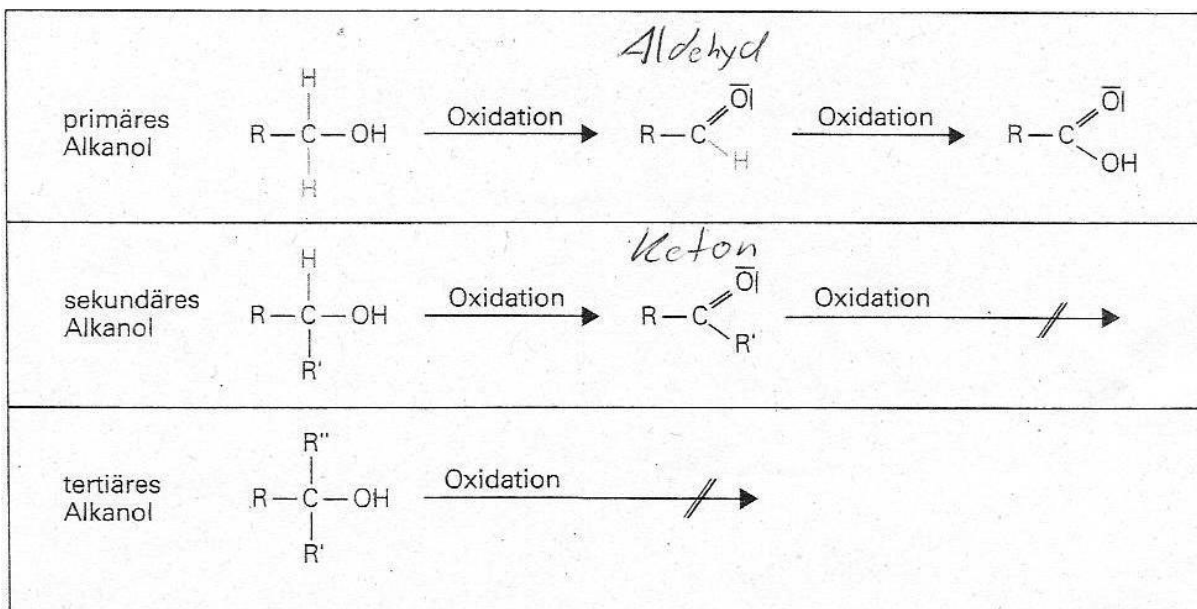 Aldehyd
H
Oxidation
O
Oxidation
O
primäres
Alkanol
R C OH
R C
R C
H
OH
H
Keton
H
O
sekundäres
Alkanol
Oxidation
Oxidation
R C OH
R C
R'
R'
R"
tertiäres
Alkanol
Oxidation
R C OH
R'